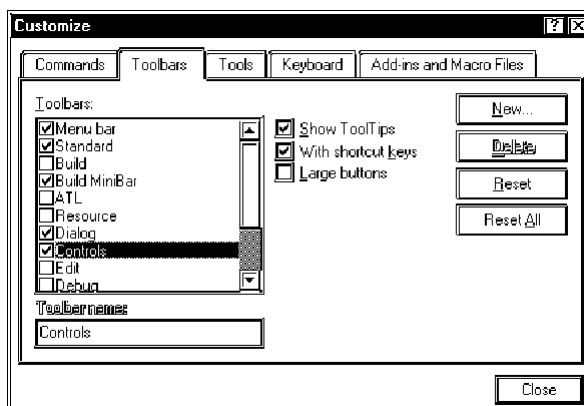 Customize
Commands Toolbars Tools Keyboard Add-ins and Macro Files
Toolbars:
Menu bar
Standard
Build
Build MiniBar
ATL
Resource
Dialog
Controls
Edit
Debug
Toolbar name:
Controls
Show ToolTips
With shortcut keys
Large buttons
New...
Delete
Reset
Reset All
Close